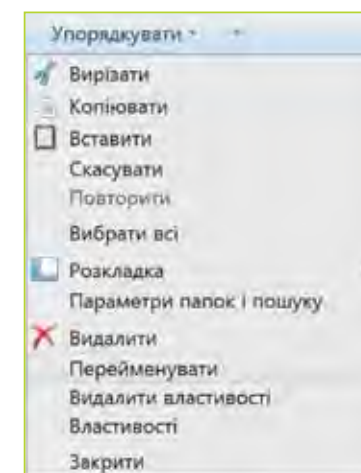 Упорядкувати
Вирізати
Копіювати
Вставити
Скасувати
Повторити
Вибрати всі
Розкладка
Параметри папок і пошуку
Видалити
Перейменувати
Видалити властивості
Властивості
Закрити